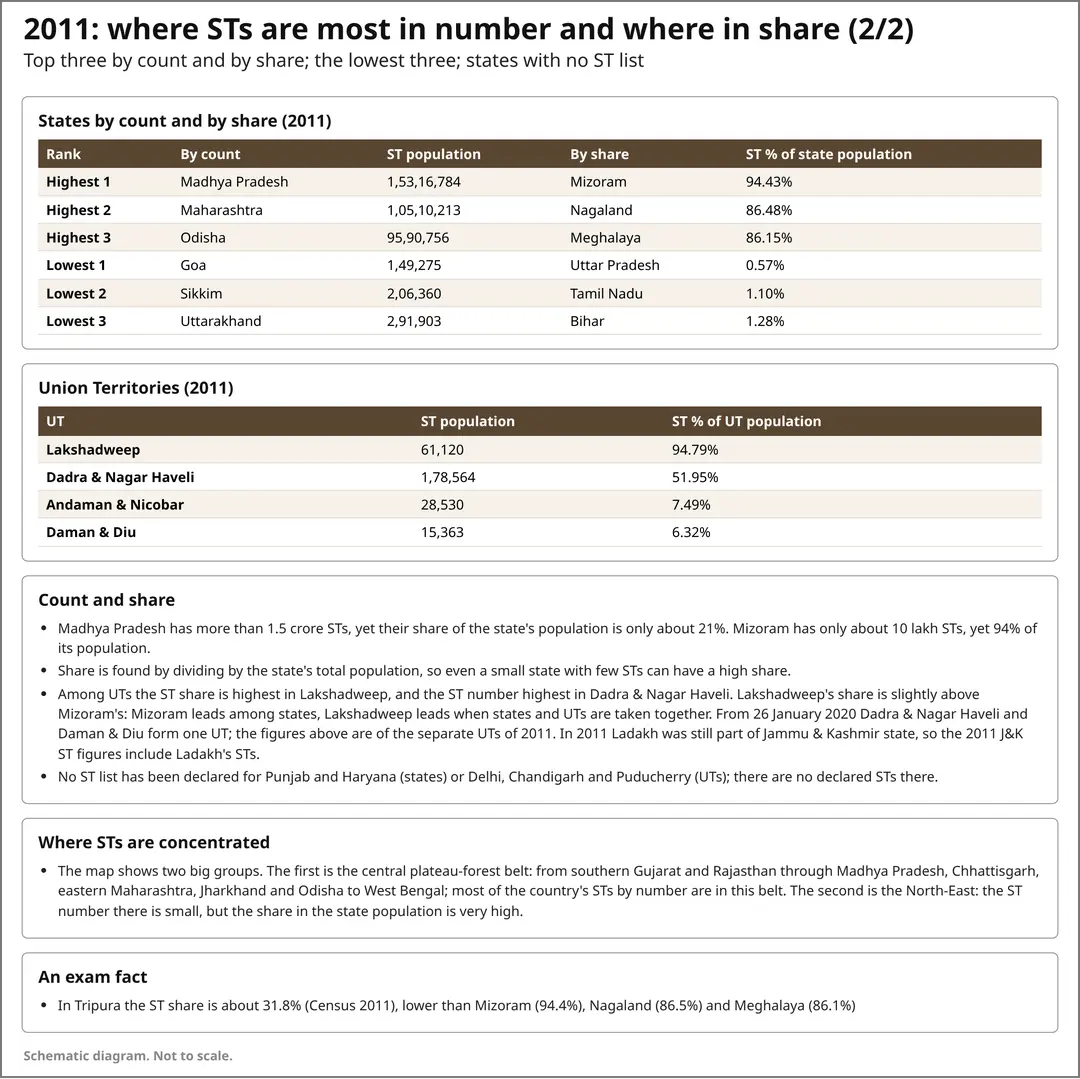 2011: where STs are most in number and where in share (2/2)
Top three by count and by share; the lowest three; states with no ST list
States by count and by share (2011)
Rank By count ST population By share ST % of state population
Highest 1 Madhya Pradesh 1,53,16,784 Mizoram 94.43%
Highest 2 Maharashtra 1,05,10,213 Nagaland 86.48%
Highest 3 Odisha 95,90,756 Meghalaya 86.15%
Lowest 1 Goa 1,49,275 Uttar Pradesh 0.57%
Lowest 2 Sikkim 2,06,360 Tamil Nadu 1.10%
Lowest 3 Uttarakhand 2,91,903 Bihar 1.28%
Union Territories (2011)
UT ST population ST % of UT population
Lakshadweep 61,120 94.79%
Dadra & Nagar Haveli 1,78,564 51.95%
Andaman & Nicobar 28,530 7.49%
Daman & Diu 15,363 6.32%
Count and share
• Madhya Pradesh has more than 1.5 crore STs, yet their share of the state's population is only about 21%. Mizoram has only about 10 lakh STs, yet 94% of
its population.
• Share is found by dividing by the state's total population, so even a small state with few STs can have a high share.
• Among UTs the ST share is highest in Lakshadweep, and the ST number highest in Dadra & Nagar Haveli. Lakshadweep's share is slightly above
Mizoram's: Mizoram leads among states, Lakshadweep leads when states and UTs are taken together. From 26 January 2020 Dadra & Nagar Haveli and
Daman & Diu form one UT; the figures above are of the separate UTs of 2011. In 2011 Ladakh was still part of Jammu & Kashmir state, so the 2011 J&K
ST figures include Ladakh's STs.
• No ST list has been declared for Punjab and Haryana (states) or Delhi, Chandigarh and Puducherry (UTs); there are no declared STs there.
Where STs are concentrated
• The map shows two big groups. The first is the central plateau-forest belt: from southern Gujarat and Rajasthan through Madhya Pradesh, Chhattisgarh,
eastern Maharashtra, Jharkhand and Odisha to West Bengal; most of the country's STs by number are in this belt. The second is the North-East: the ST
number there is small, but the share in the state population is very high.
An exam fact
• In Tripura the ST share is about 31.8% (Census 2011), lower than Mizoram (94.4%), Nagaland (86.5%) and Meghalaya (86.1%)
Schematic diagram. Not to scale.